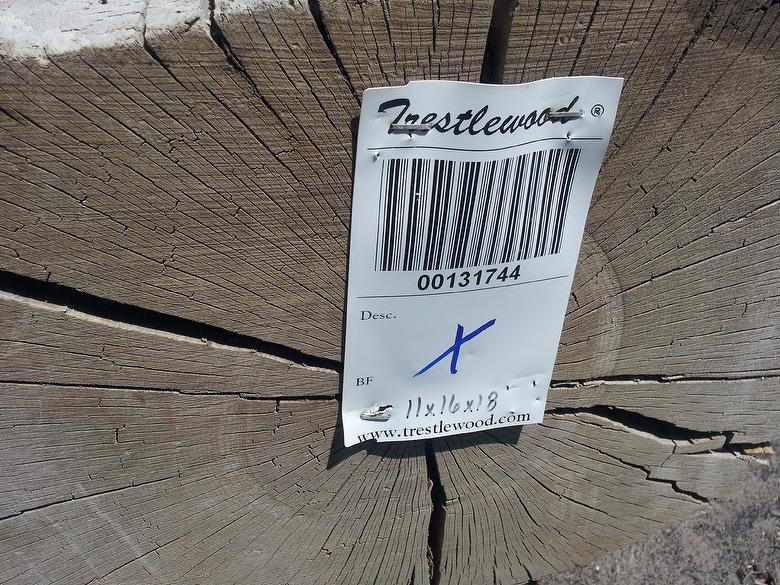 Trestlewood ®
00131744
Desc.
X
BF
11x16x18
www.trestlewood.com